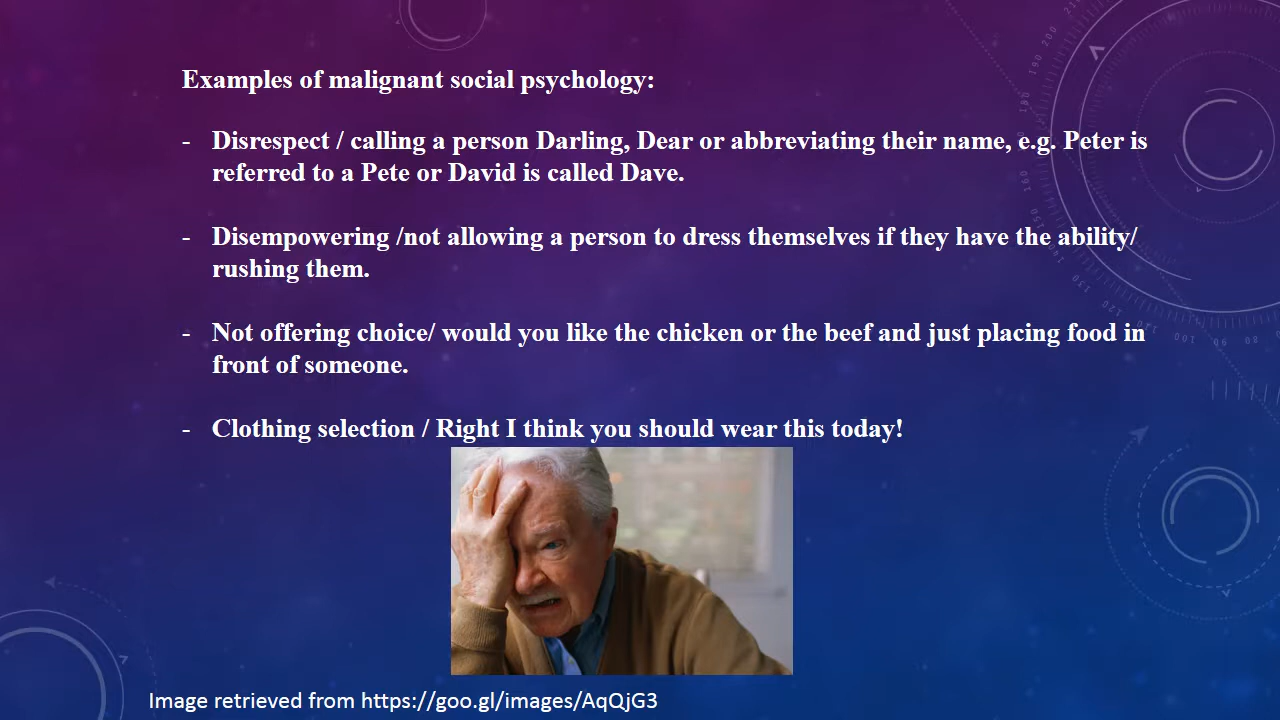 Examples of malignant social psychology:
- Disrespect / calling a person Darling, Dear or abbreviating their name, e.g. Peter is
referred to a Pete or David is called Dave.
- Disempowering /not allowing a person to dress themselves if they have the ability/
rushing them.
- Not offering choice/ would you like the chicken or the beef and just placing food in
front of someone.
- Clothing selection / Right I think you should wear this today!
Image retrieved from https://goo.gl/images/AqQjG3